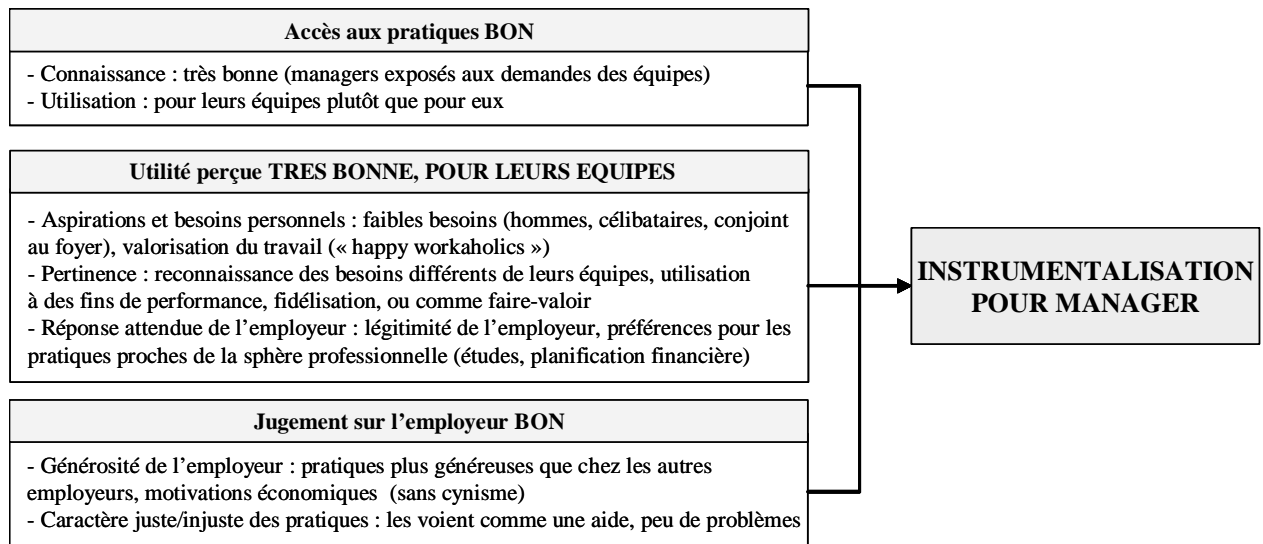 Accès aux pratiques BON
- Connaissance : très bonne (managers exposés aux demandes des équipes)
- Utilisation : pour leurs équipes plutôt que pour eux
Utilité perçue TRES BONNE, POUR LEURS EQUIPES
- Aspirations et besoins personnels : faibles besoins (hommes, célibataires, conjoint
au foyer), valorisation du travail (« happy workaholics »)
- Pertinence : reconnaissance des besoins différents de leurs équipes, utilisation
à des fins de performance, fidélisation, ou comme faire-valoir
- Réponse attendue de l’employeur : légitimité de l’employeur, préférences pour les
pratiques proches de la sphère professionnelle (études, planification financière)
Jugement sur l’employeur BON
- Générosité de l’employeur : pratiques plus généreuses que chez les autres
employeurs, motivations économiques (sans cynisme)
- Caractère juste/injuste des pratiques : les voient comme une aide, peu de problèmes
INSTRUMENTALISATION
POUR MANAGER